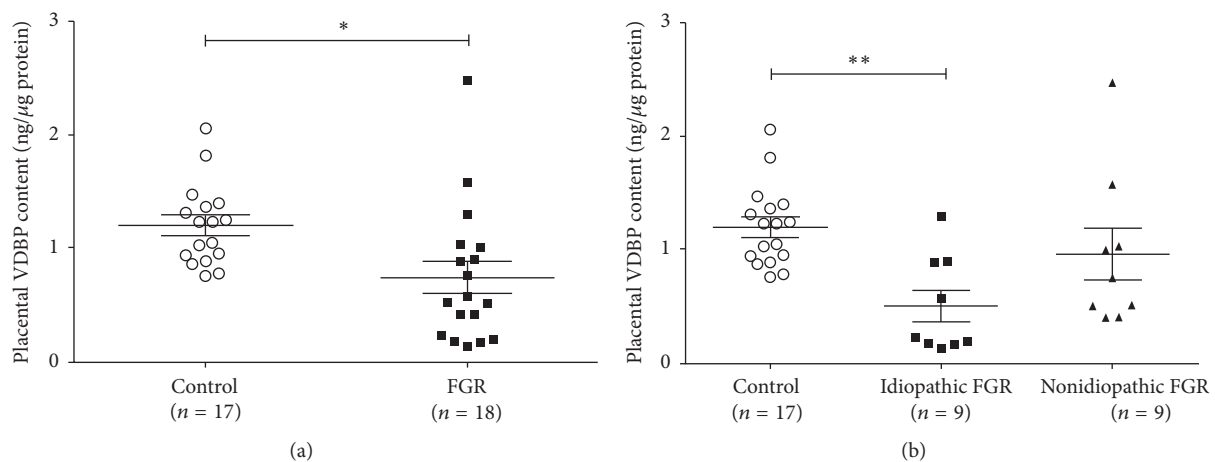 Placental VDBP content (ng/μg protein)
3
2
1
0
*
Control
(n = 17)
FGR
(n = 18)
(a)
Placental VDBP content (ng/μg protein)
3
2
1
0
**
Control
(n = 17)
Idiopathic FGR
(n = 9)
Nonidiopathic FGR
(n = 9)
(b)